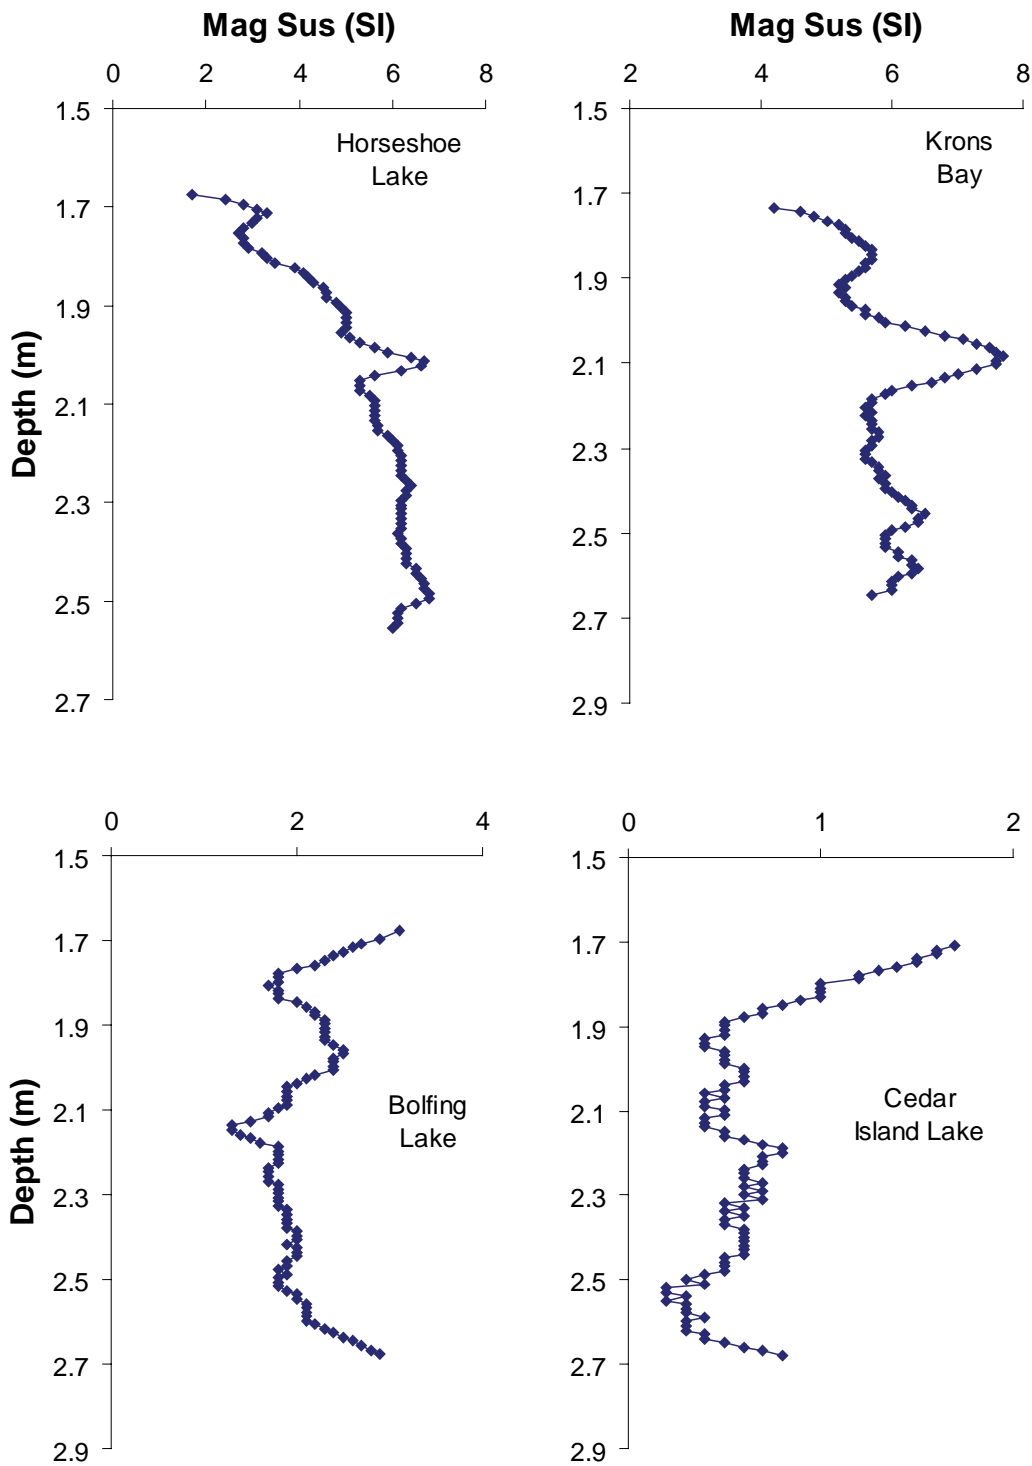 Mag Sus (SI)
0 2 4 6 8
1.5
1.7
1.9
2.1
2.3
2.5
2.7
Depth (m)
Horseshoe
Lake
Mag Sus (SI)
2 4 6 8
1.5
1.7
1.9
2.1
2.3
2.5
2.7
2.9
Krons
Bay
0 2 4
1.5
1.7
1.9
2.1
2.3
2.5
2.7
2.9
Depth (m)
Bolfing
Lake
0 1 2
1.5
1.7
1.9
2.1
2.3
2.5
2.7
2.9
Cedar
Island Lake